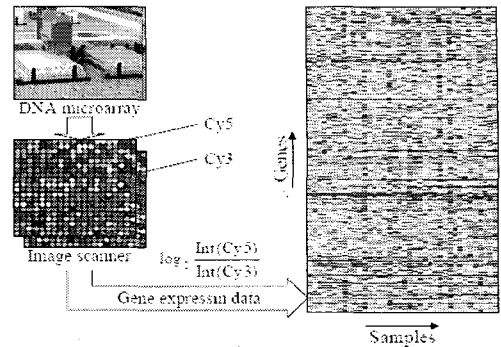 DNA microarray
Cy5
Cy3
Image scanner
log2 Int(Cy5)
Int(Cy3)
Gene expressin data
Genes
Samples